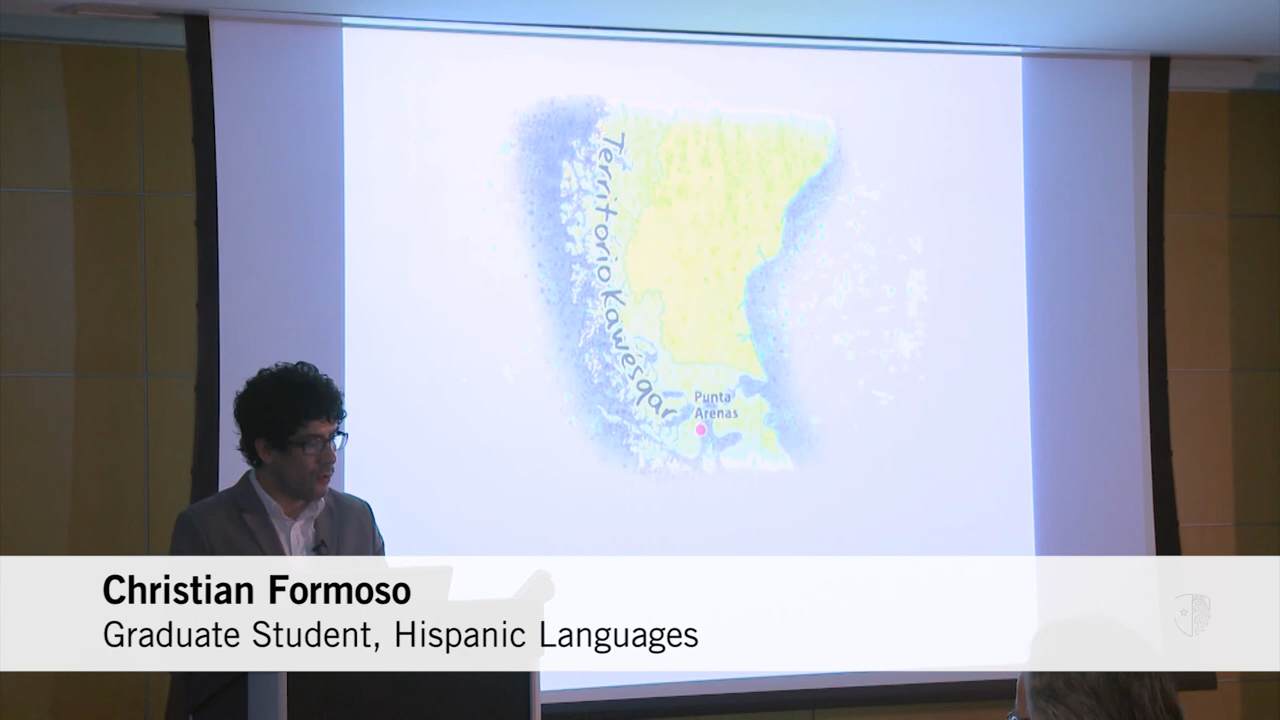 Territorio Kawésqar
Punta
Arenas
Christian Formoso
Graduate Student, Hispanic Languages